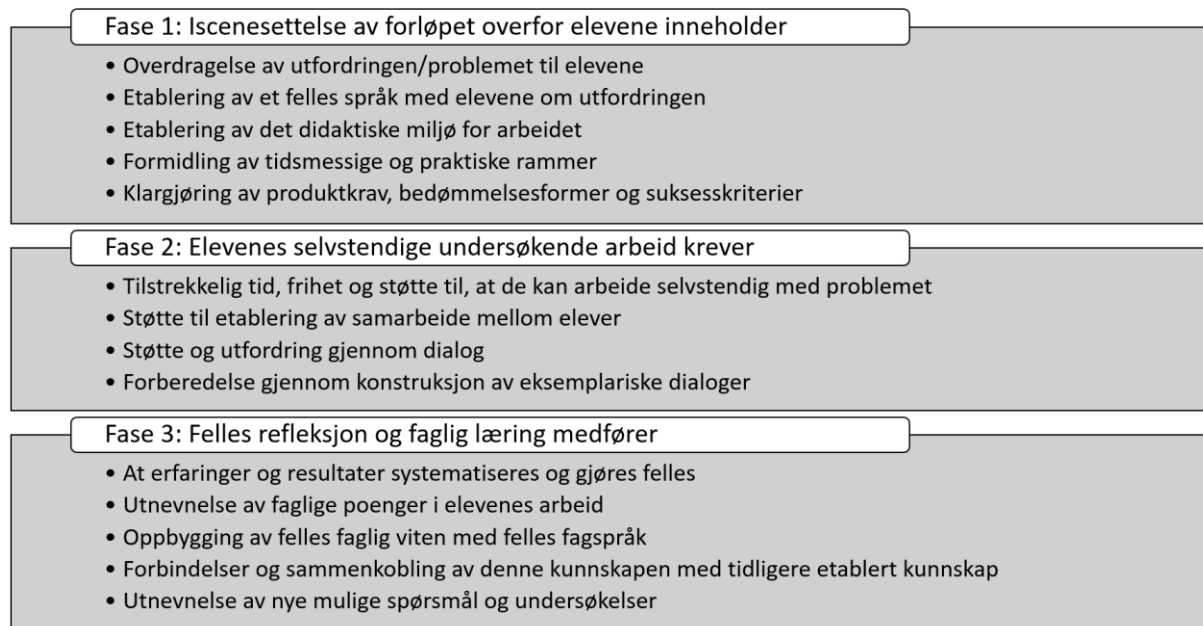 Fase 1: Iscenesettelse av forløpet overfor elevene inneholder
• Overdragelse av utfordringen/problemet til elevene
• Etablering av et felles språk med elevene om utfordringen
• Etablering av det didaktiske miljø for arbeidet
• Formidling av tidsmessige og praktiske rammer
• Klargjøring av produktkrav, bedømmelsesformer og suksesskriterier
Fase 2: Elevenes selvstendige undersøkende arbeid krever
• Tilstrekkelig tid, frihet og støtte til, at de kan arbeide selvstendig med problemet
• Støtte til etablering av samarbeide mellom elever
• Støtte og utfordring gjennom dialog
• Forberedelse gjennom konstruksjon av eksemplariske dialoger
Fase 3: Felles refleksjon og faglig læring medfører
• At erfaringer og resultater systematiseres og gjøres felles
• Utnevnelse av faglige poenger i elevenes arbeid
• Oppbygging av felles faglig viten med felles fagspråk
• Forbindelser og sammenkobling av denne kunnskapen med tidligere etablert kunnskap
• Utnevnelse av nye mulige spørsmål og undersøkelser